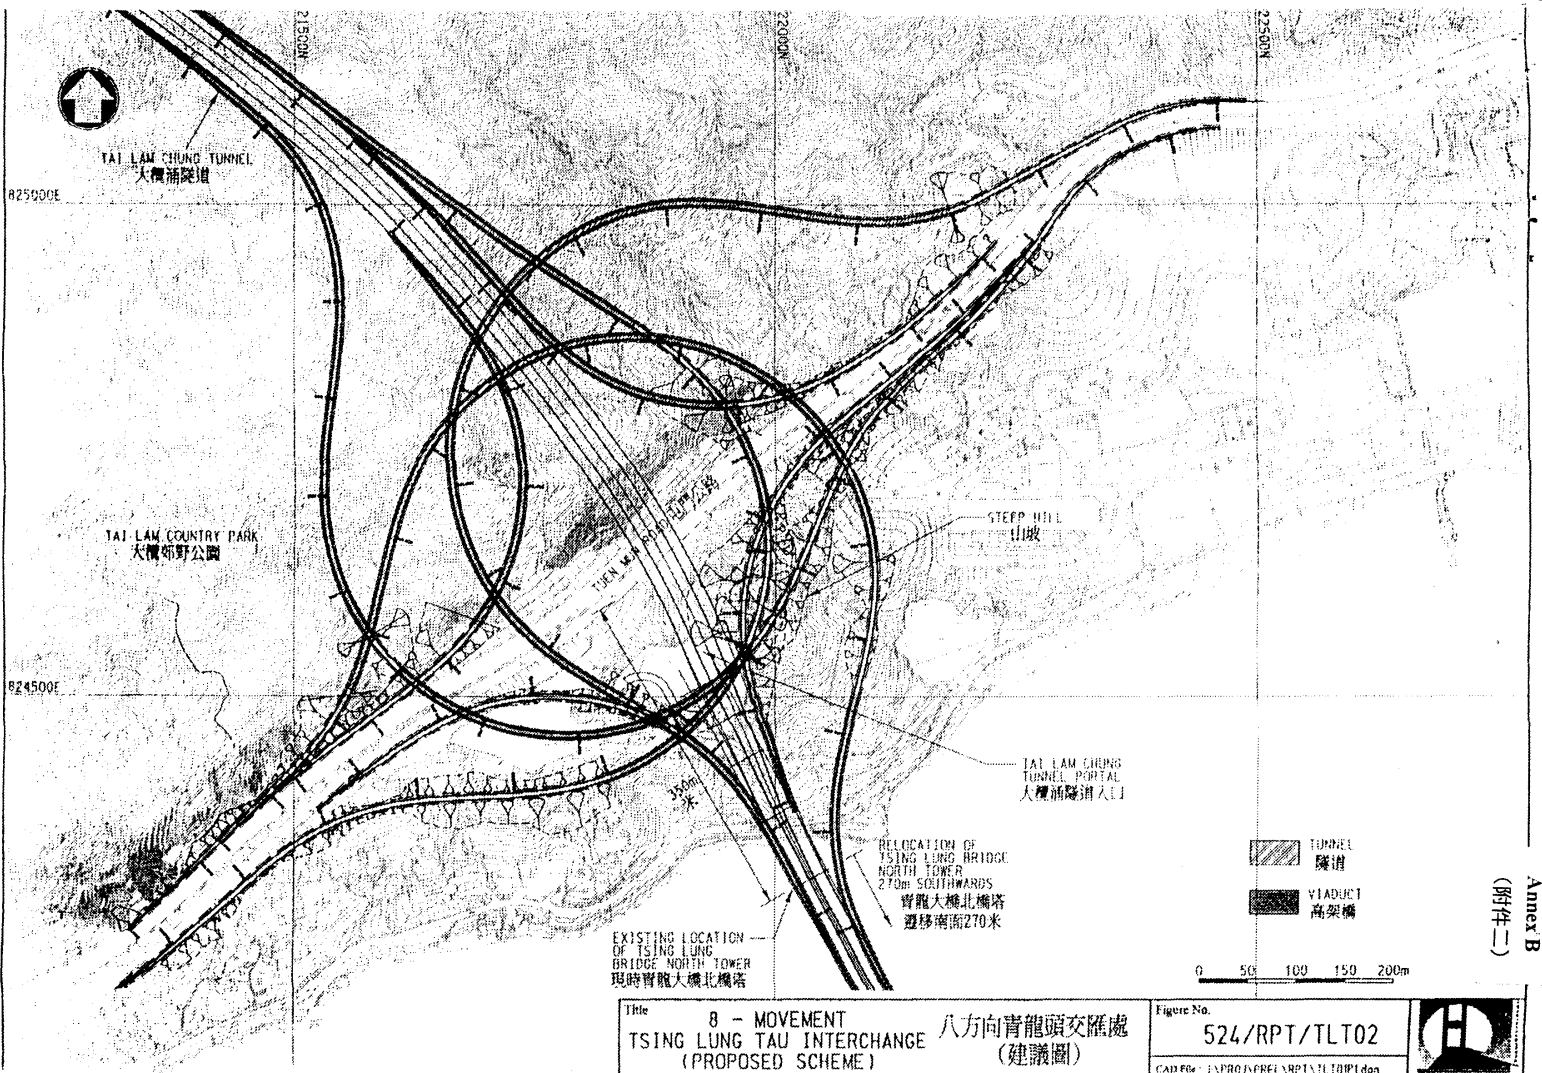 21500N
22000N
22500N
TAI LAM CHUNG TUNNEL
大欖涌隧道
825000E
TAI LAM COUNTRY PARK
大欖郊野公園
TUEN MUN ROAD 屯門公路
STEEP HILL
山坡
824500E
350m
米
TAI LAM CHUNG
TUNNEL PORTAL
大欖涌隧道入口
RELOCATION OF
TSING LUNG BRIDGE
NORTH TOWER
270m SOUTHWARDS
青龍大橋北橋塔
遷移南面270米
EXISTING LOCATION
OF TSING LUNG
BRIDGE NORTH TOWER
現時青龍大橋北橋塔
TUNNEL
隧道
VIADUCT
高架橋
0 50 100 150 200m
Annex B
(附件二)
Title
8 - MOVEMENT
TSING LUNG TAU INTERCHANGE
(PROPOSED SCHEME)
八方向青龍頭交匯處
(建議圖)
Figure No.
524/RPT/TLT02
CAD File :